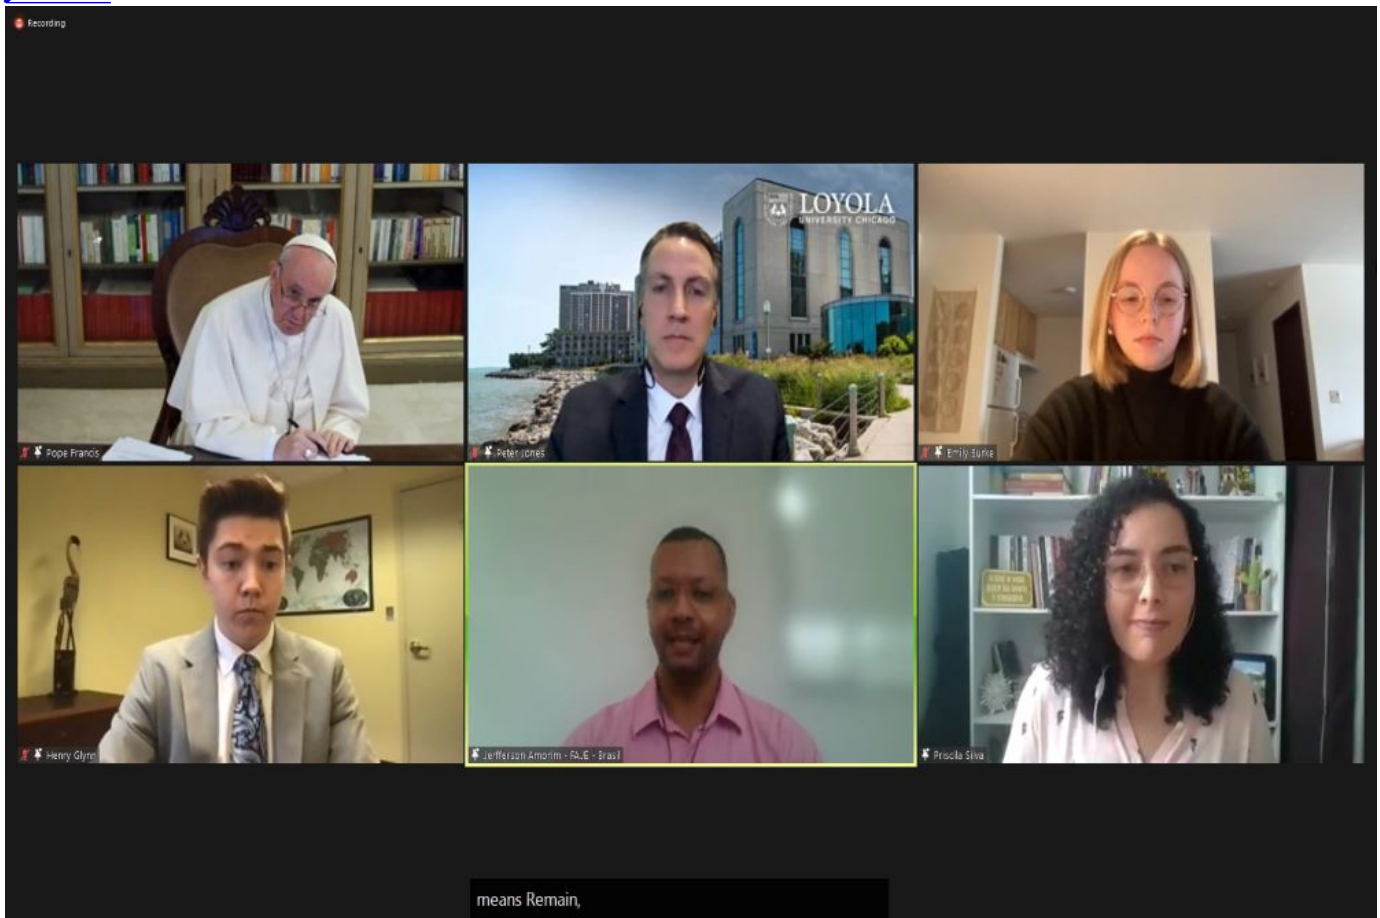 Recording
LOYOLA
UNIVERSITY CHICAGO
Pope Francis
Peter Jones
Emily Burke
Henry Glynn
Jefferson Amorim - FAJE - Brasil
Priscila Silva
means Remain,